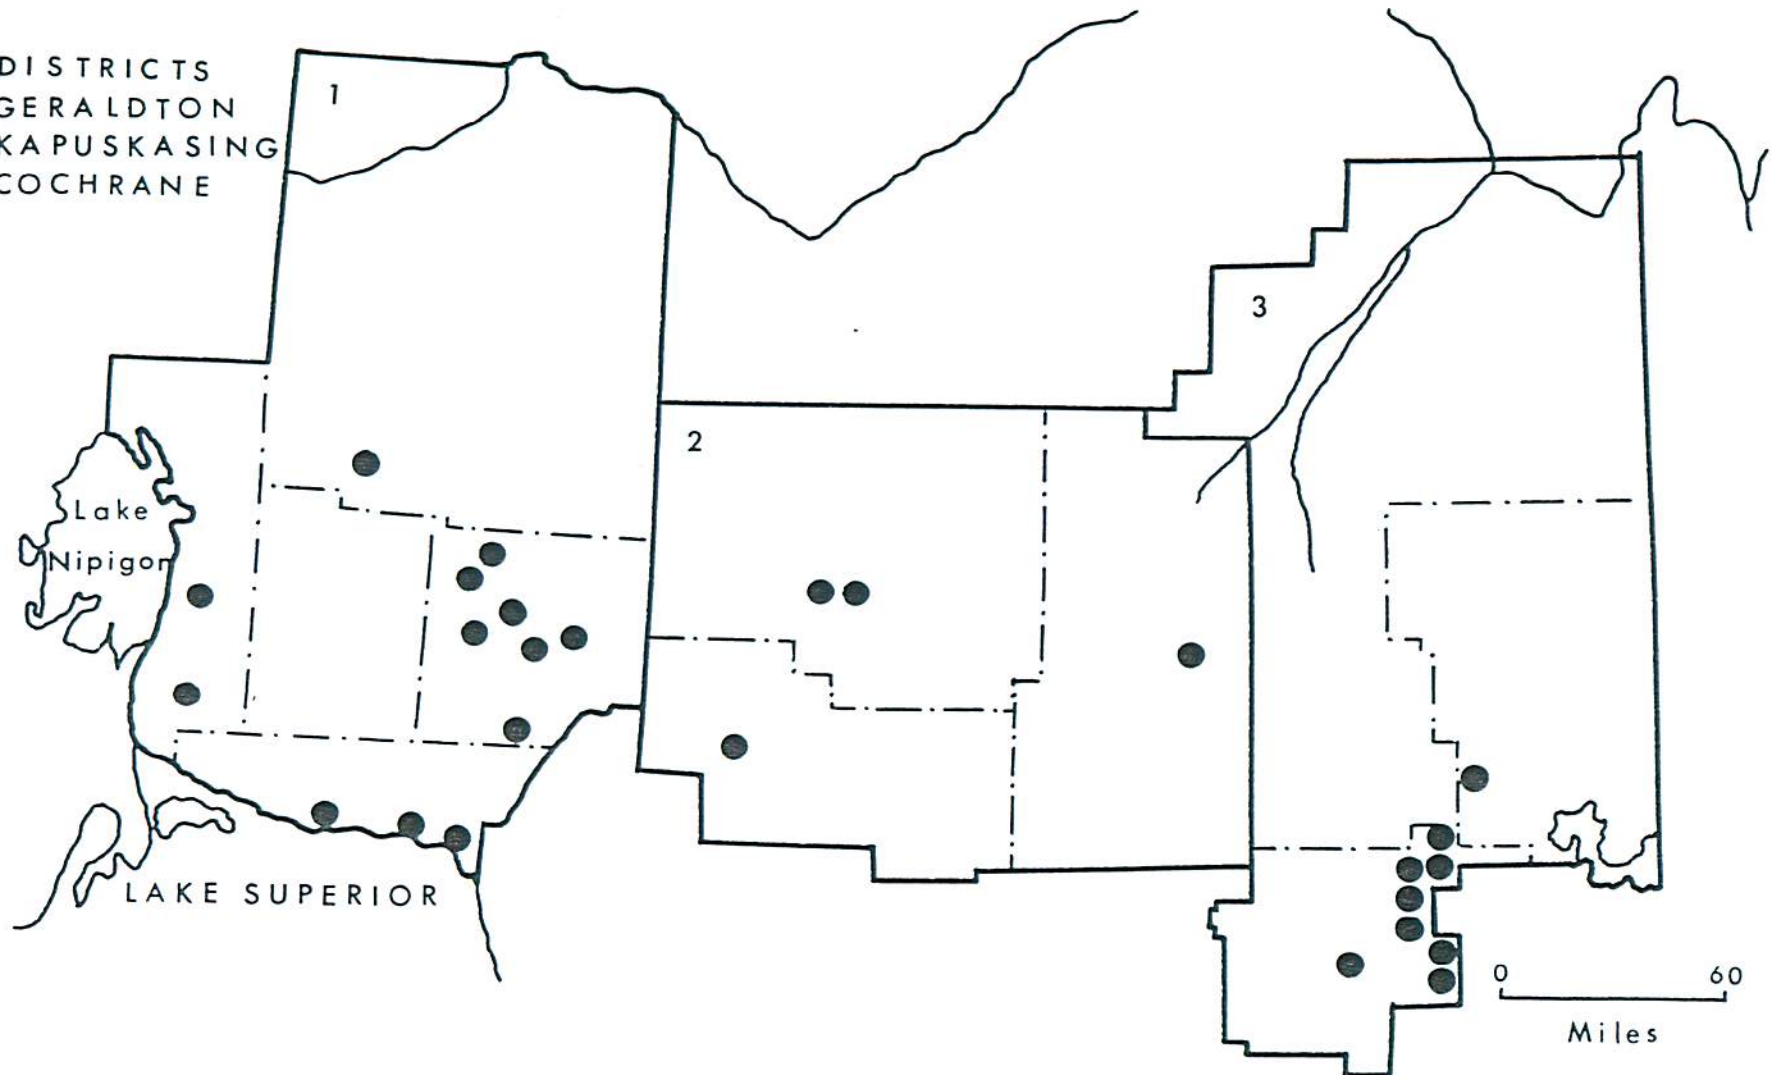 DISTRICTS
GERALDTON
KAPUSKASING
COCHRANE
1
2
3
Lake
Nipigon
LAKE SUPERIOR
0 60
Miles